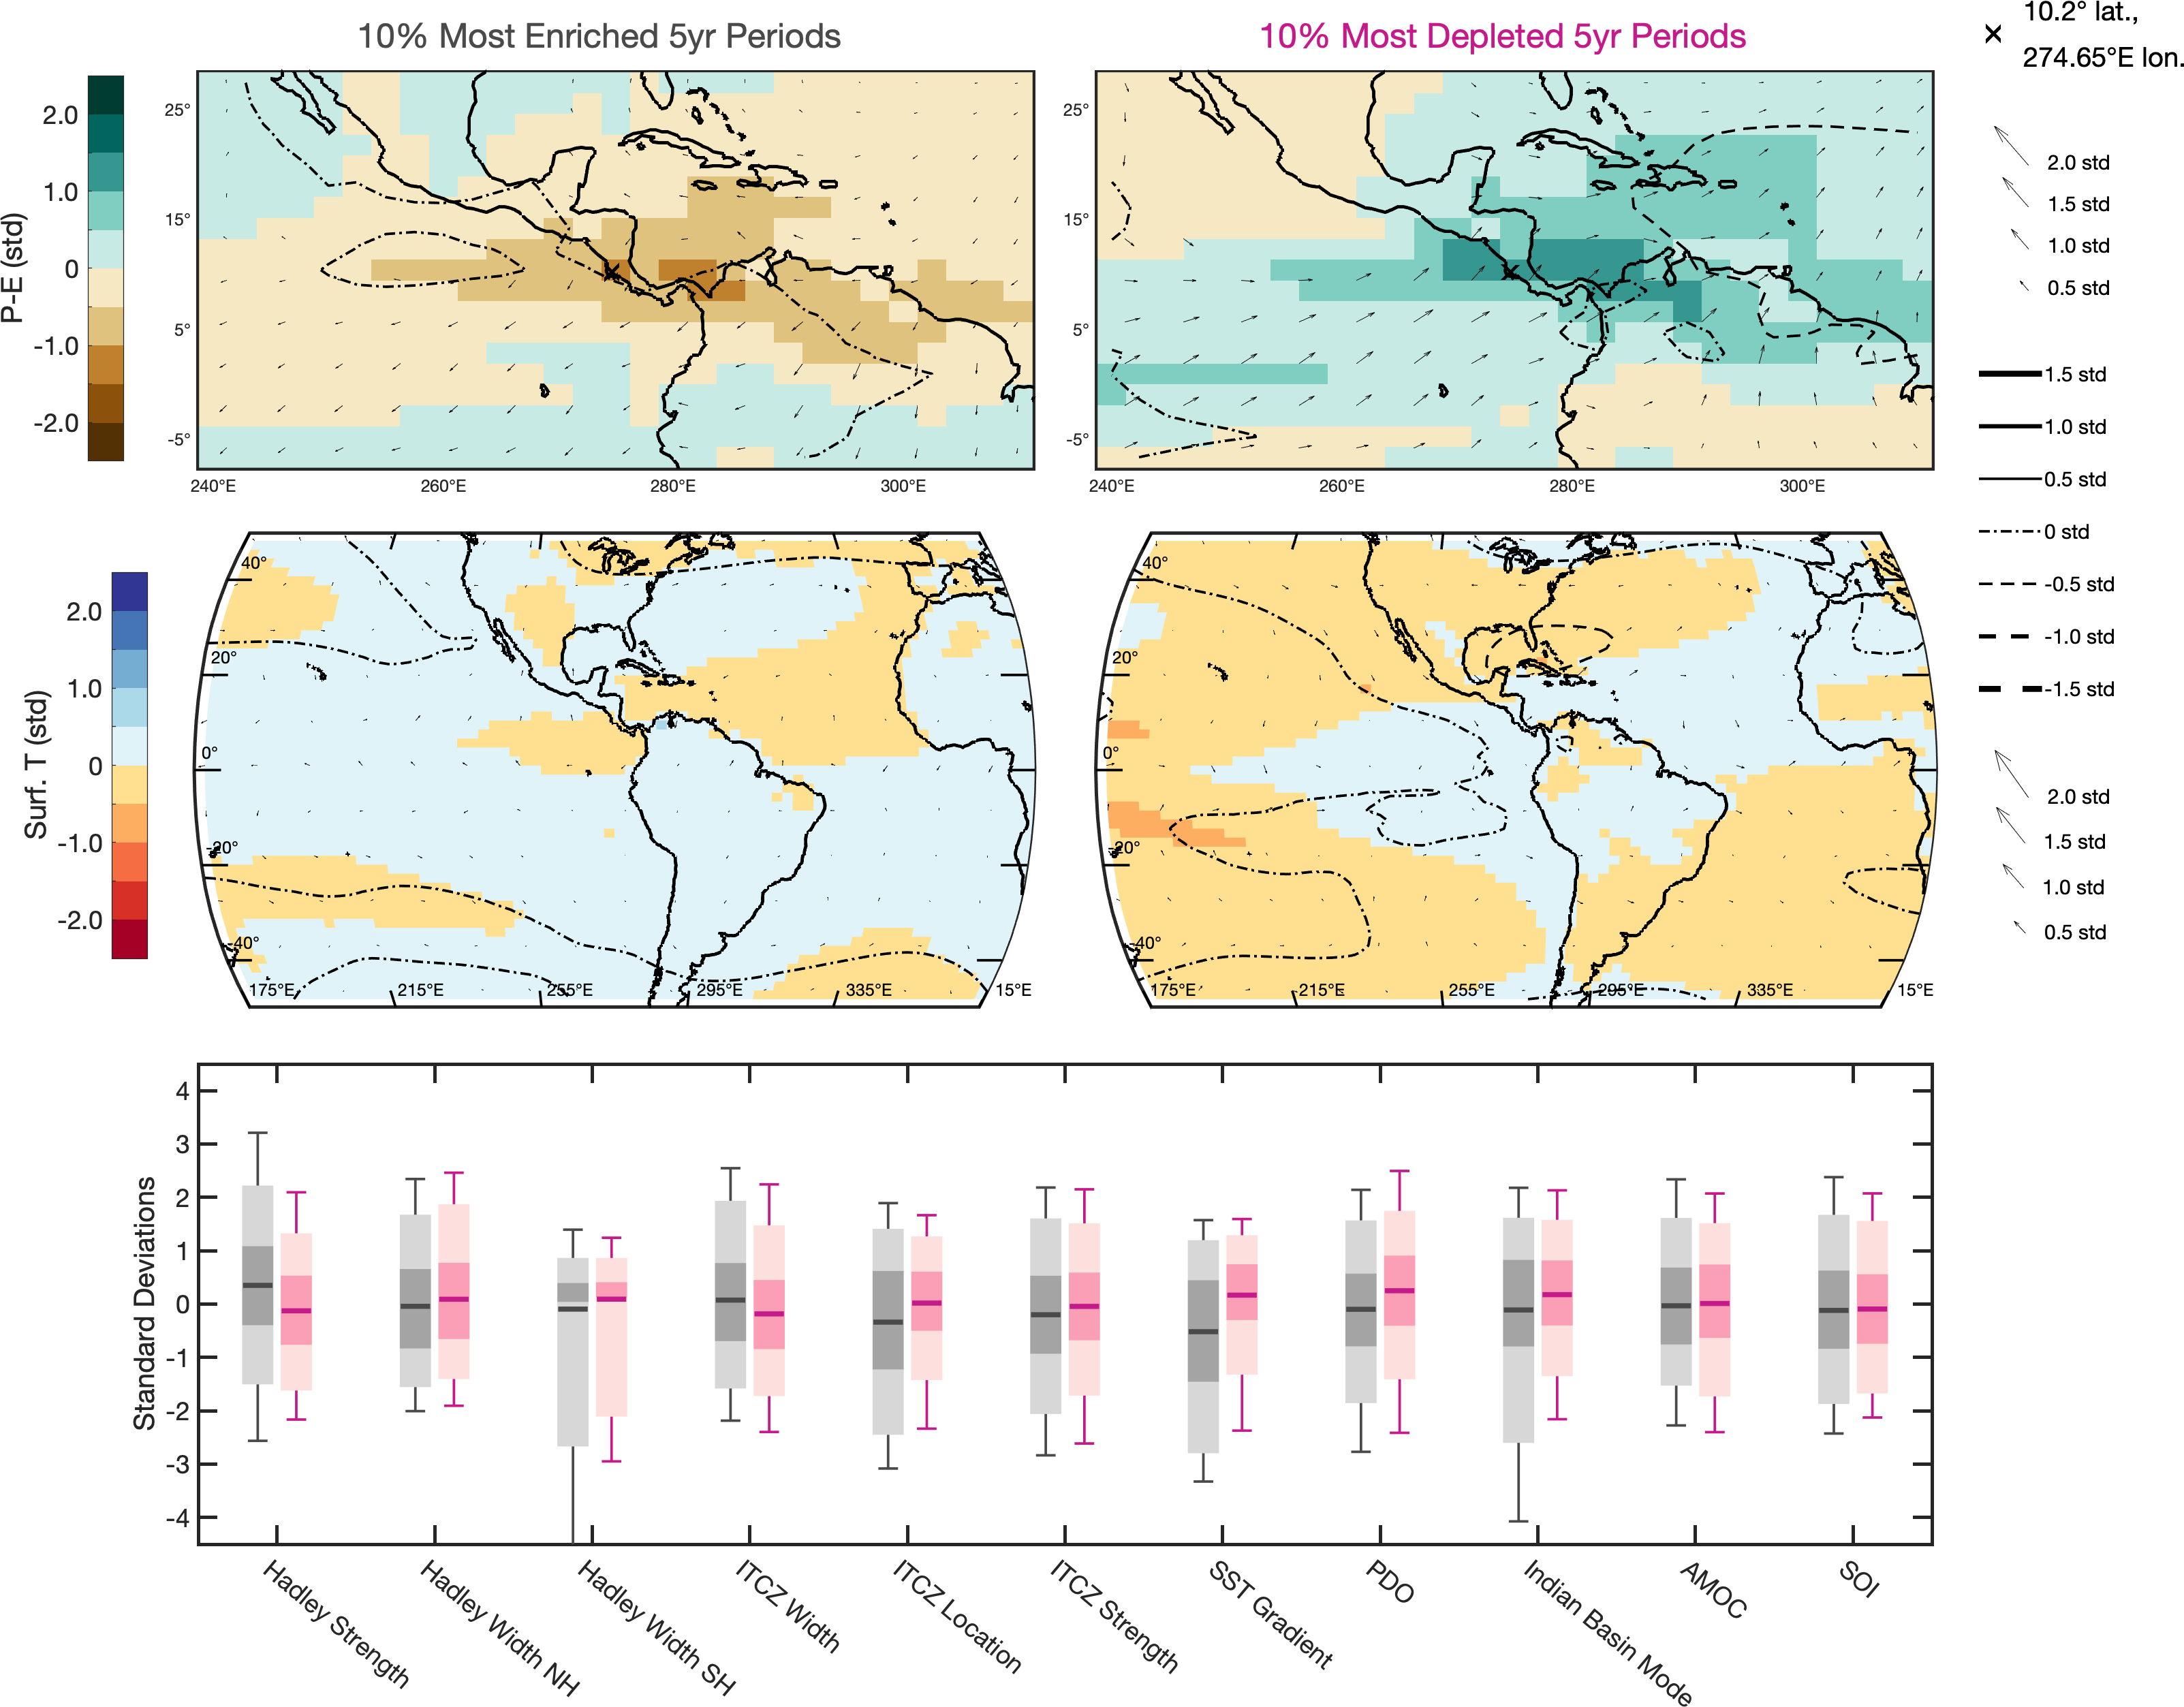 10% Most Enriched 5yr Periods
10% Most Depleted 5yr Periods
10.2° lat.,
274.65°E lon.
P-E (std)
2.0
1.0
0
-1.0
-2.0
25°
15°
5°
-5°
240°E
260°E
280°E
300°E
25°
15°
5°
-5°
240°E
260°E
280°E
300°E
2.0 std
1.5 std
1.0 std
0.5 std
1.5 std
1.0 std
0.5 std
0 std
-0.5 std
-1.0 std
-1.5 std
Surf. T (std)
2.0
1.0
0
-1.0
-2.0
40°
20°
0°
-20°
-40°
175°E
215°E
255°E
295°E
335°E
15°E
40°
20°
0°
-20°
-40°
175°E
215°E
255°E
295°E
335°E
15°E
2.0 std
1.5 std
1.0 std
0.5 std
Standard Deviations
4
3
2
1
0
-1
-2
-3
-4
Hadley Strength
Hadley Width NH
Hadley Width SH
ITCZ Width
ITCZ Location
ITCZ Strength
SST Gradient
PDO
Indian Basin Mode
AMOC
SOI